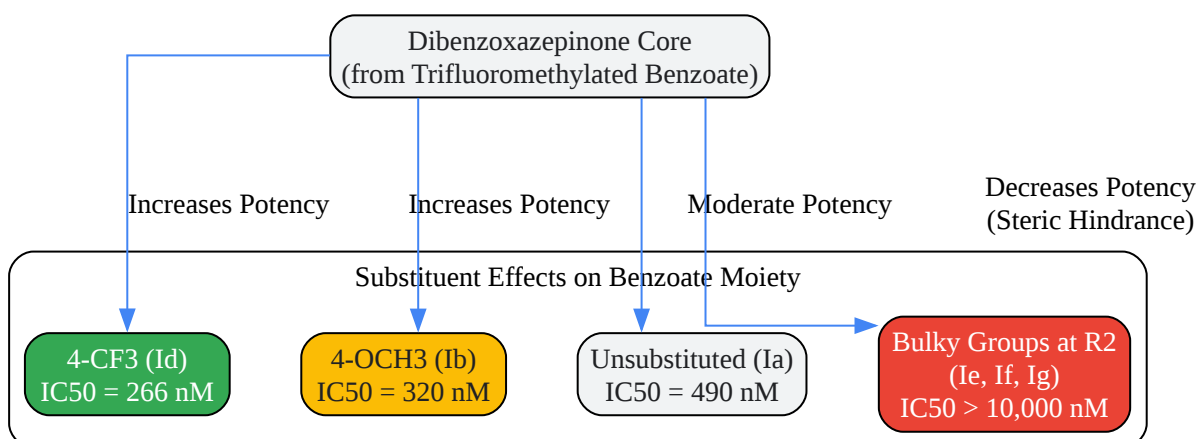 Dibenzoxazepinone Core
(from Trifluoromethylated Benzoate)
Increases Potency
Increases Potency
Moderate Potency
Decreases Potency
(Steric Hindrance)
Substituent Effects on Benzoate Moiety
4-CF3 (Id)
IC50 = 266 nM
4-OCH3 (Ib)
IC50 = 320 nM
Unsubstituted (Ia)
IC50 = 490 nM
Bulky Groups at R2
(Ie, If, Ig)
IC50 > 10,000 nM